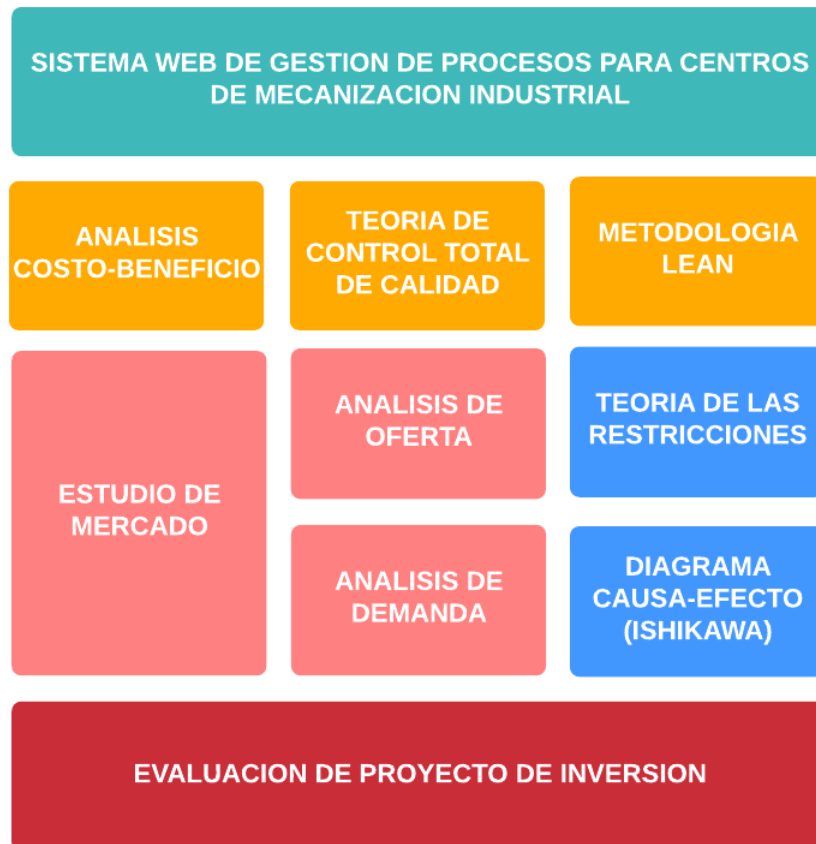 SISTEMA WEB DE GESTION DE PROCESOS PARA CENTROS
DE MECANIZACION INDUSTRIAL
ANALISIS
COSTO-BENEFICIO
TEORIA DE
CONTROL TOTAL
DE CALIDAD
METODOLOGIA
LEAN
ESTUDIO DE
MERCADO
ANALISIS DE
OFERTA
TEORIA DE LAS
RESTRICCIONES
ANALISIS DE
DEMANDA
DIAGRAMA
CAUSA-EFECTO
(ISHIKAWA)
EVALUACION DE PROYECTO DE INVERSION